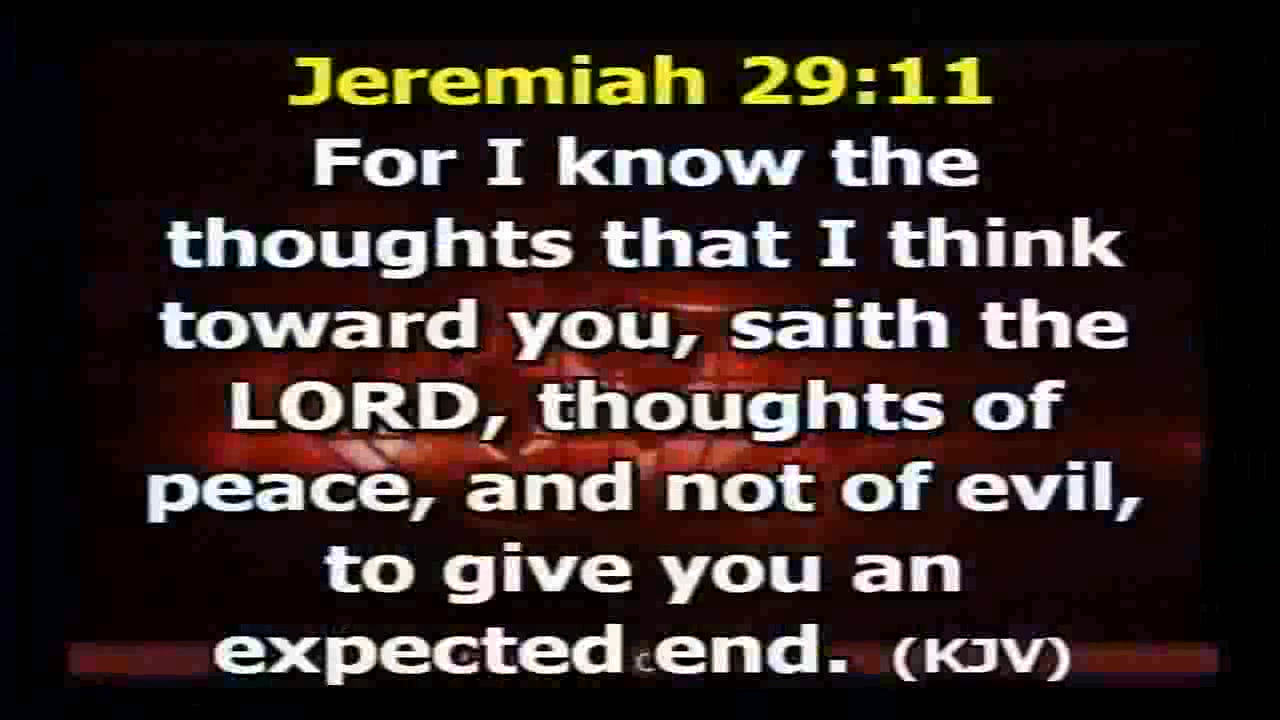 Jeremiah 29:11
For I know the
thoughts that I think
toward you, saith the
LORD, thoughts of
peace, and not of evil,
to give you an
expected end. (KJV)